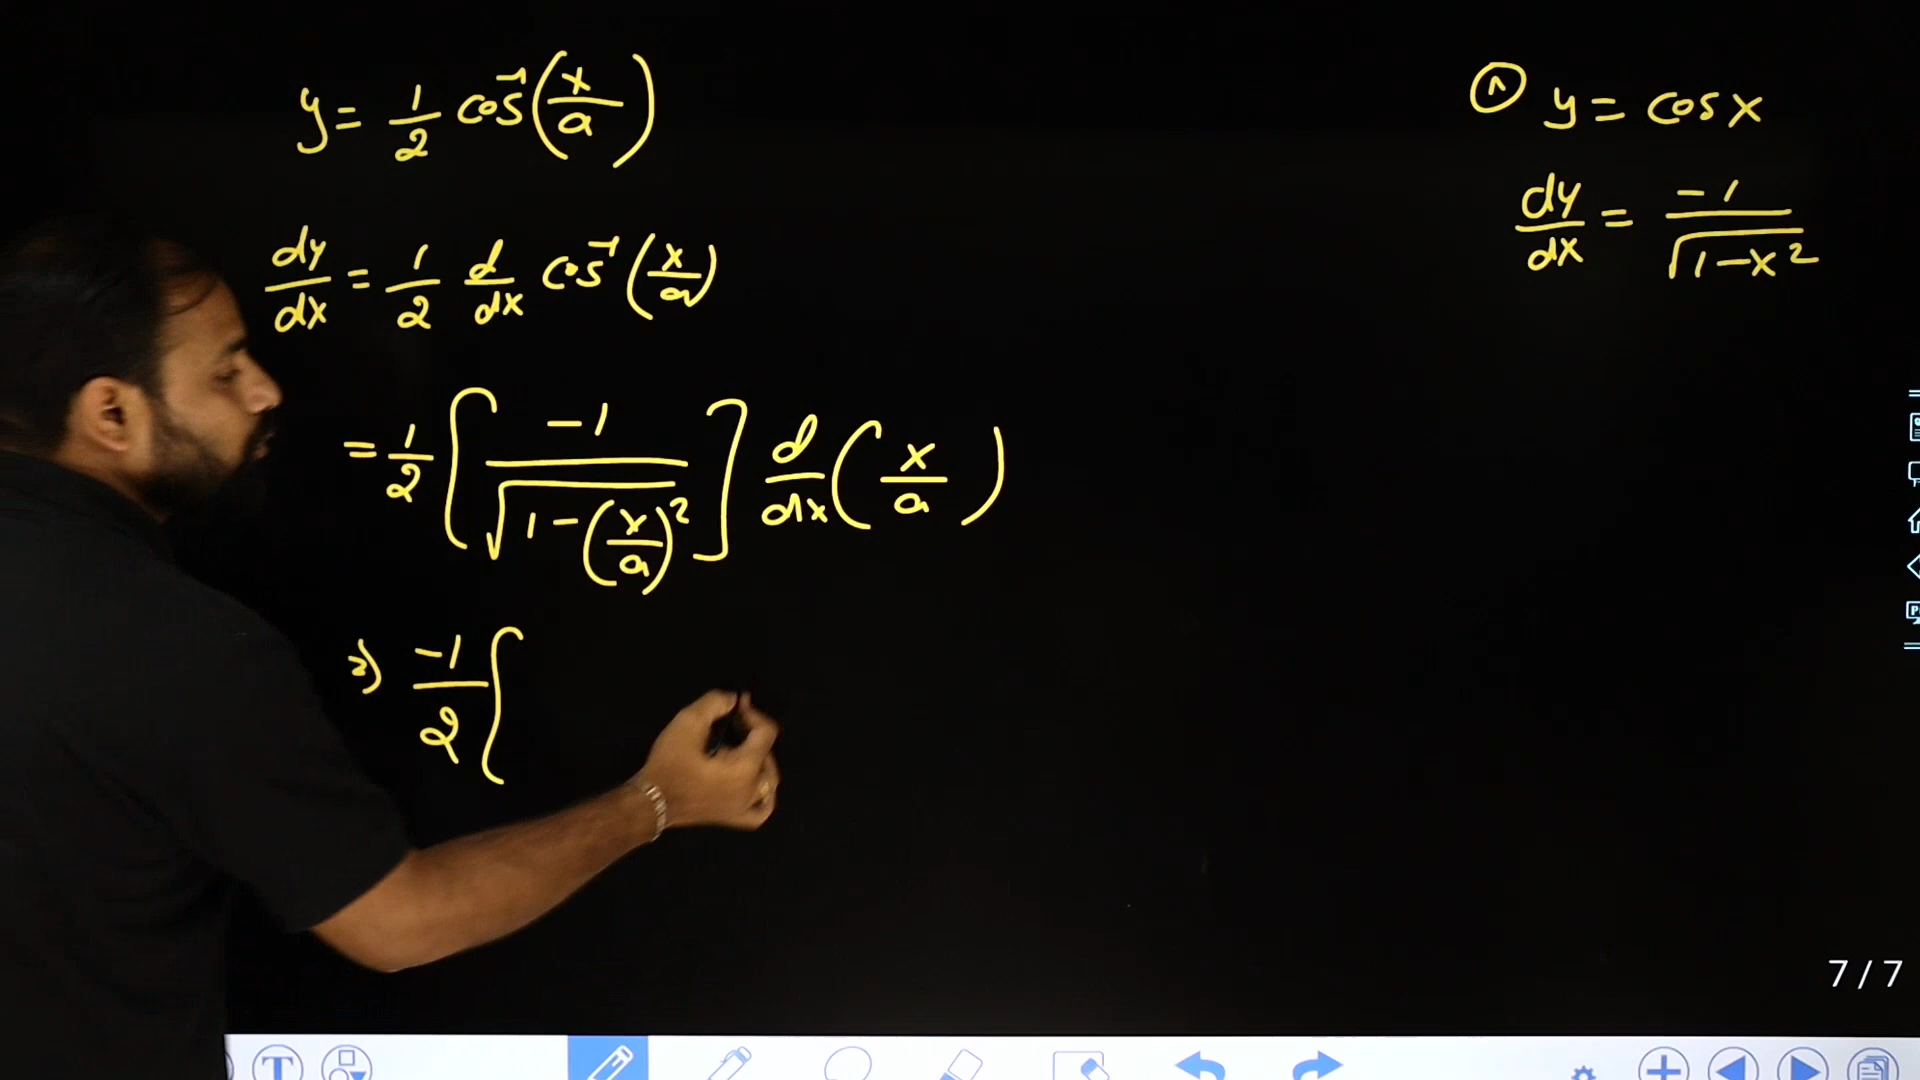 y = 1/2 cos⁻¹(x/a)
dy/dx = 1/2 d/dx cos⁻¹(x/a)
= 1/2 [-1/√(1-(x/a)²)] d/dx (x/a)
⇒ -1/2 [
① y = cosx
dy/dx = -1/√(1-x²)
7/7
T